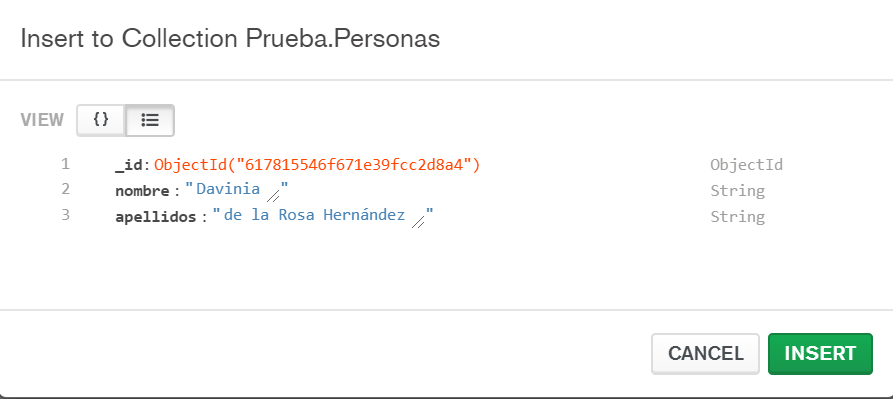 Insert to Collection Prueba.Personas
VIEW {}
1 _id: ObjectId("617815546f671e39fcc2d8a4") ObjectId
2 nombre : "Davinia " String
3 apellidos : "de la Rosa Hernández " String
CANCEL INSERT